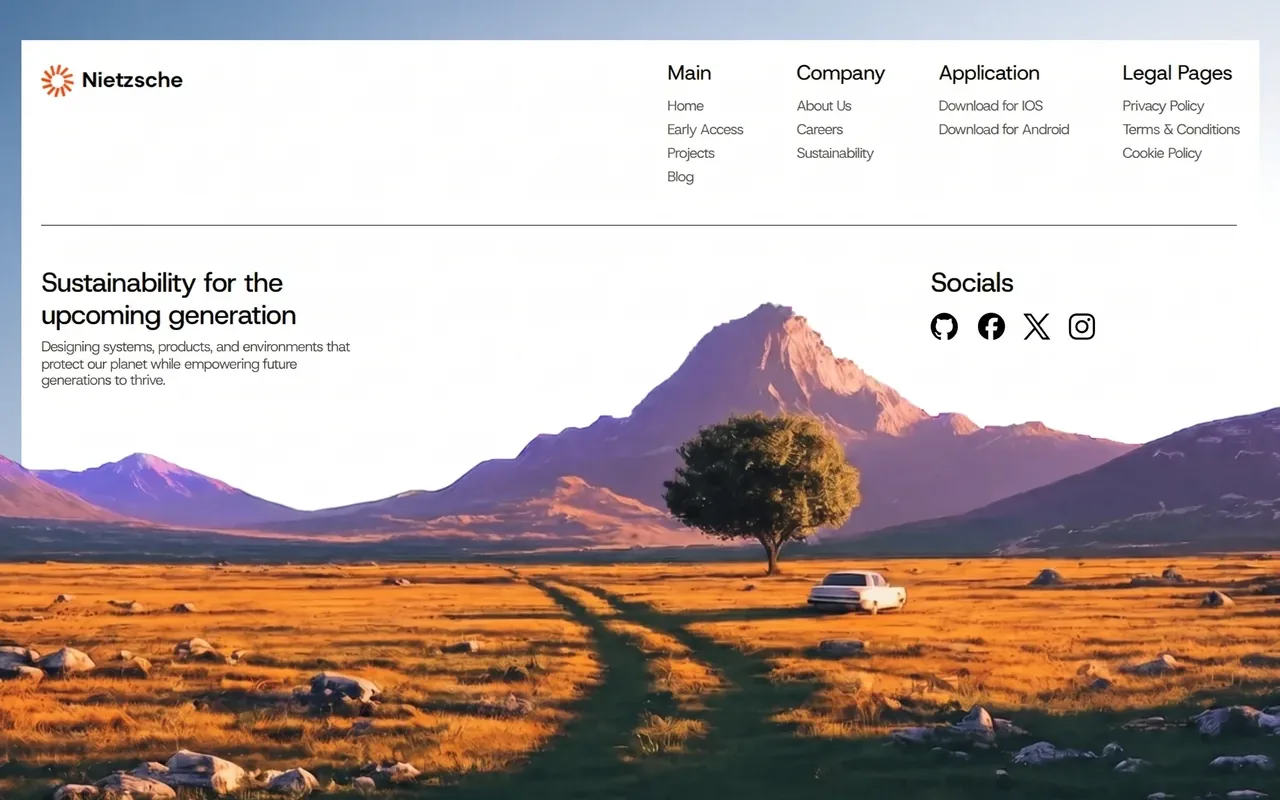 Nietzsche
Main
Home
Early Access
Projects
Blog
Company
About Us
Careers
Sustainability
Application
Download for IOS
Download for Android
Legal Pages
Privacy Policy
Terms & Conditions
Cookie Policy
Sustainability for the
upcoming generation
Designing systems, products, and environments that
protect our planet while empowering future
generations to thrive.
Socials